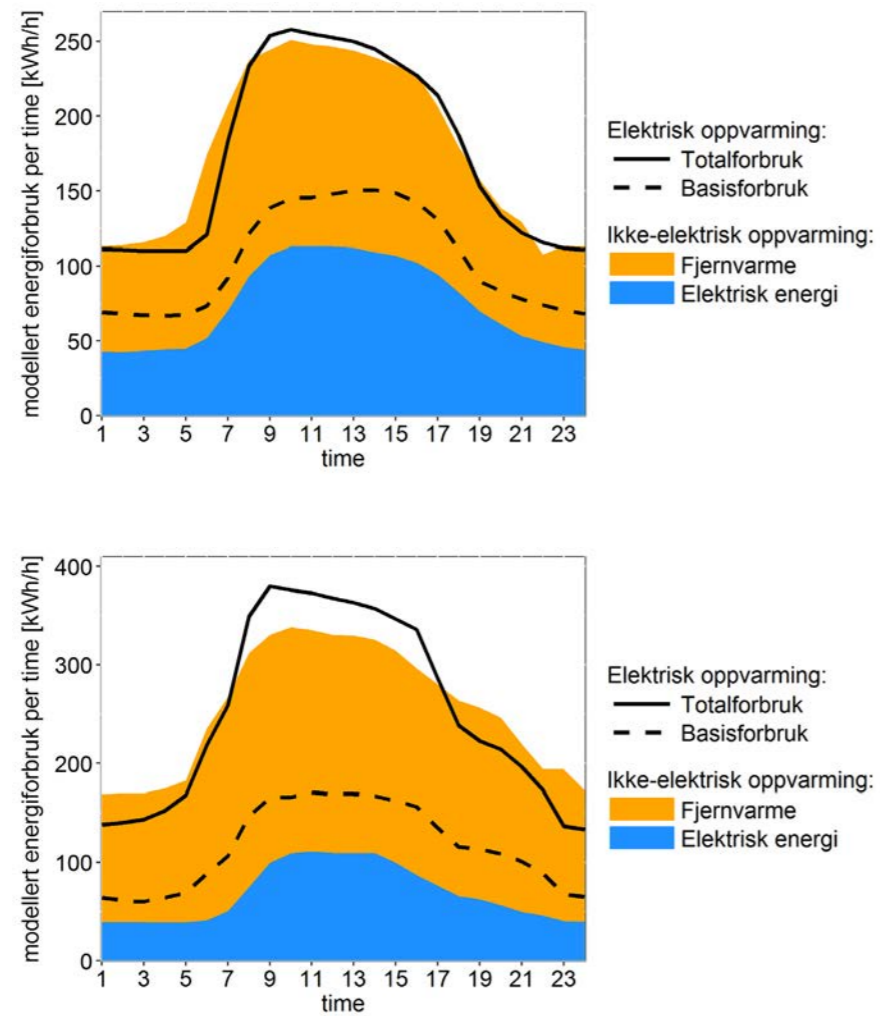 modellert energiforbruk per time [kWh/h]
250
200
150
100
50
0
1 3 5 7 9 11 13 15 17 19 21 23
time
Elektrisk oppvarming:
Totalforbruk
Basisforbruk
Ikke-elektrisk oppvarming:
Fjernvarme
Elektrisk energi
modellert energiforbruk per time [kWh/h]
400
300
200
100
0
1 3 5 7 9 11 13 15 17 19 21 23
time
Elektrisk oppvarming:
Totalforbruk
Basisforbruk
Ikke-elektrisk oppvarming:
Fjernvarme
Elektrisk energi